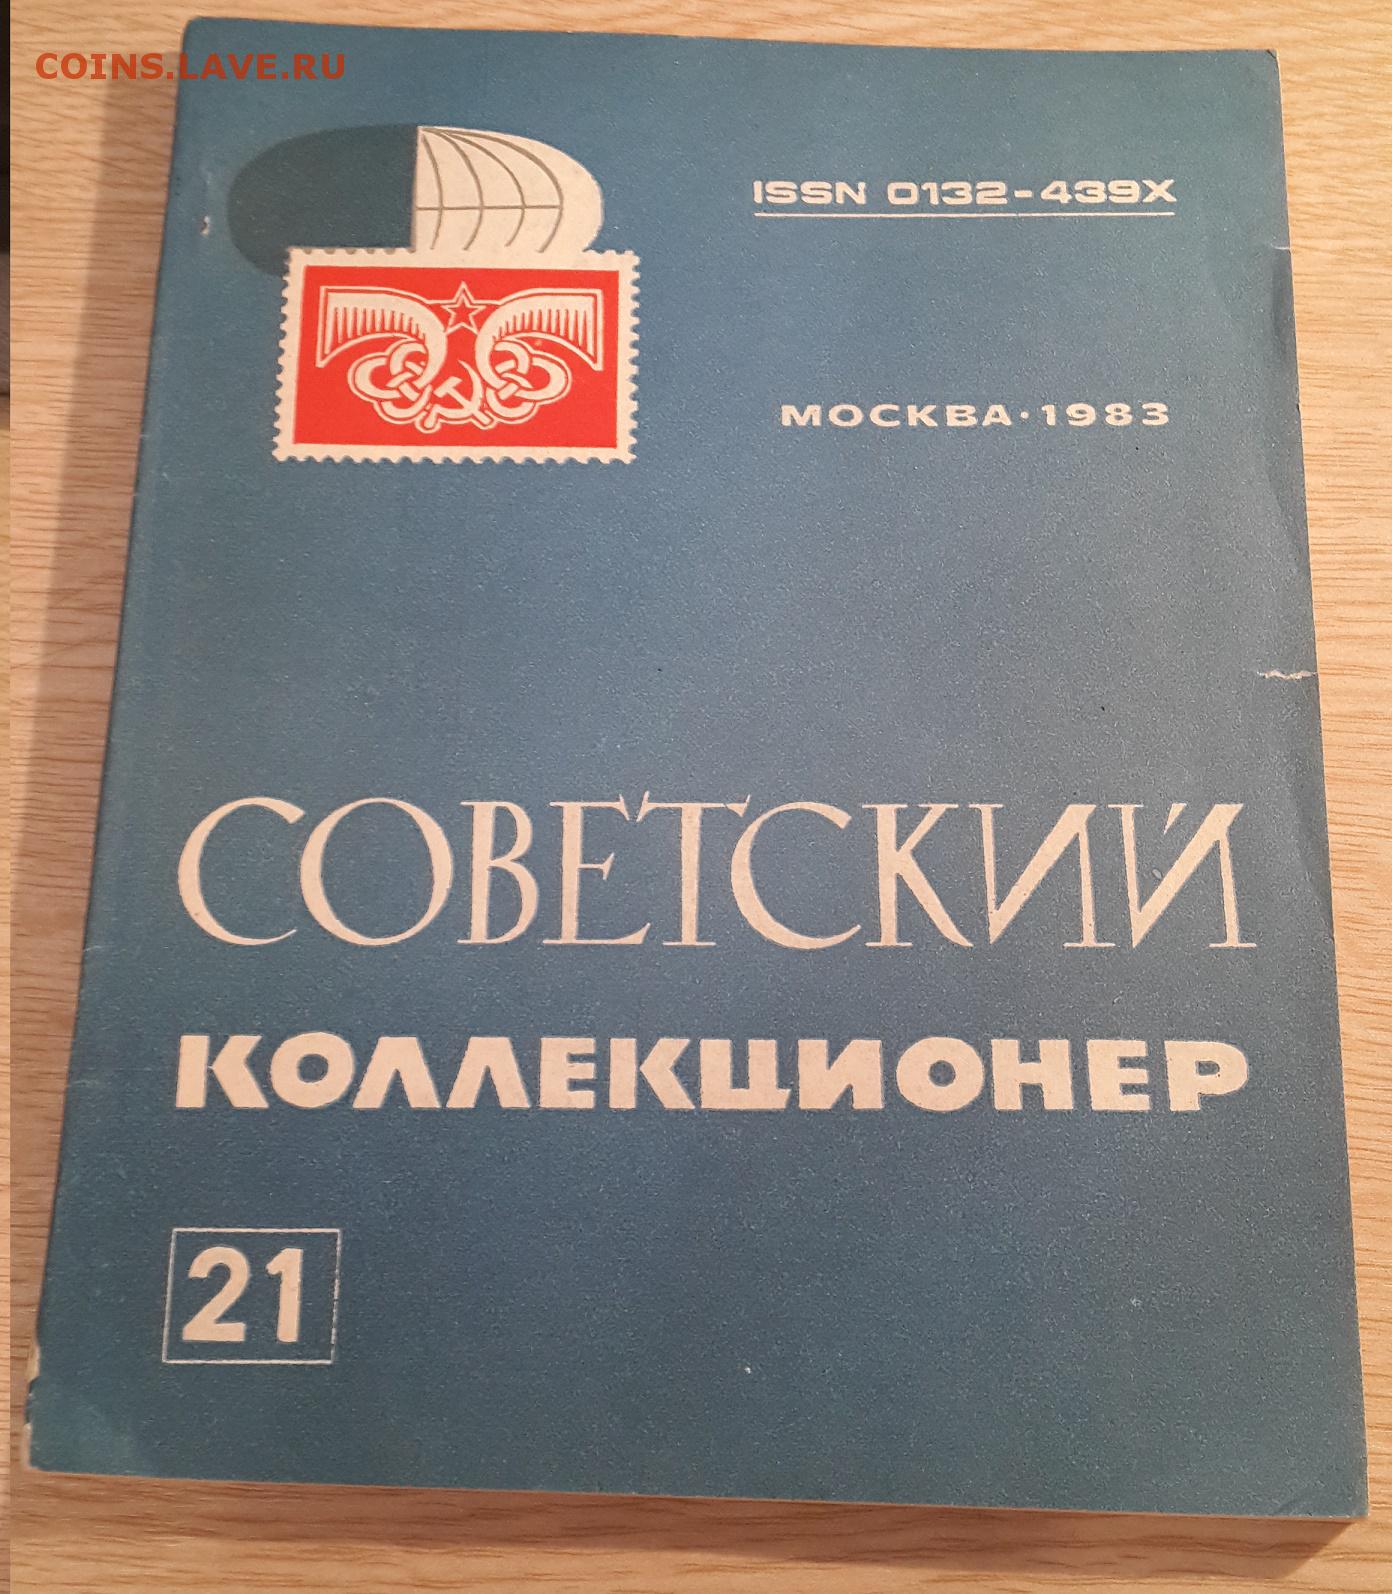 COINS.LAVE.RU
ISSN 0132-439X
МОСКВА·1983
СОВЕТСКИЙ
КОЛЛЕКЦИОНЕР
21